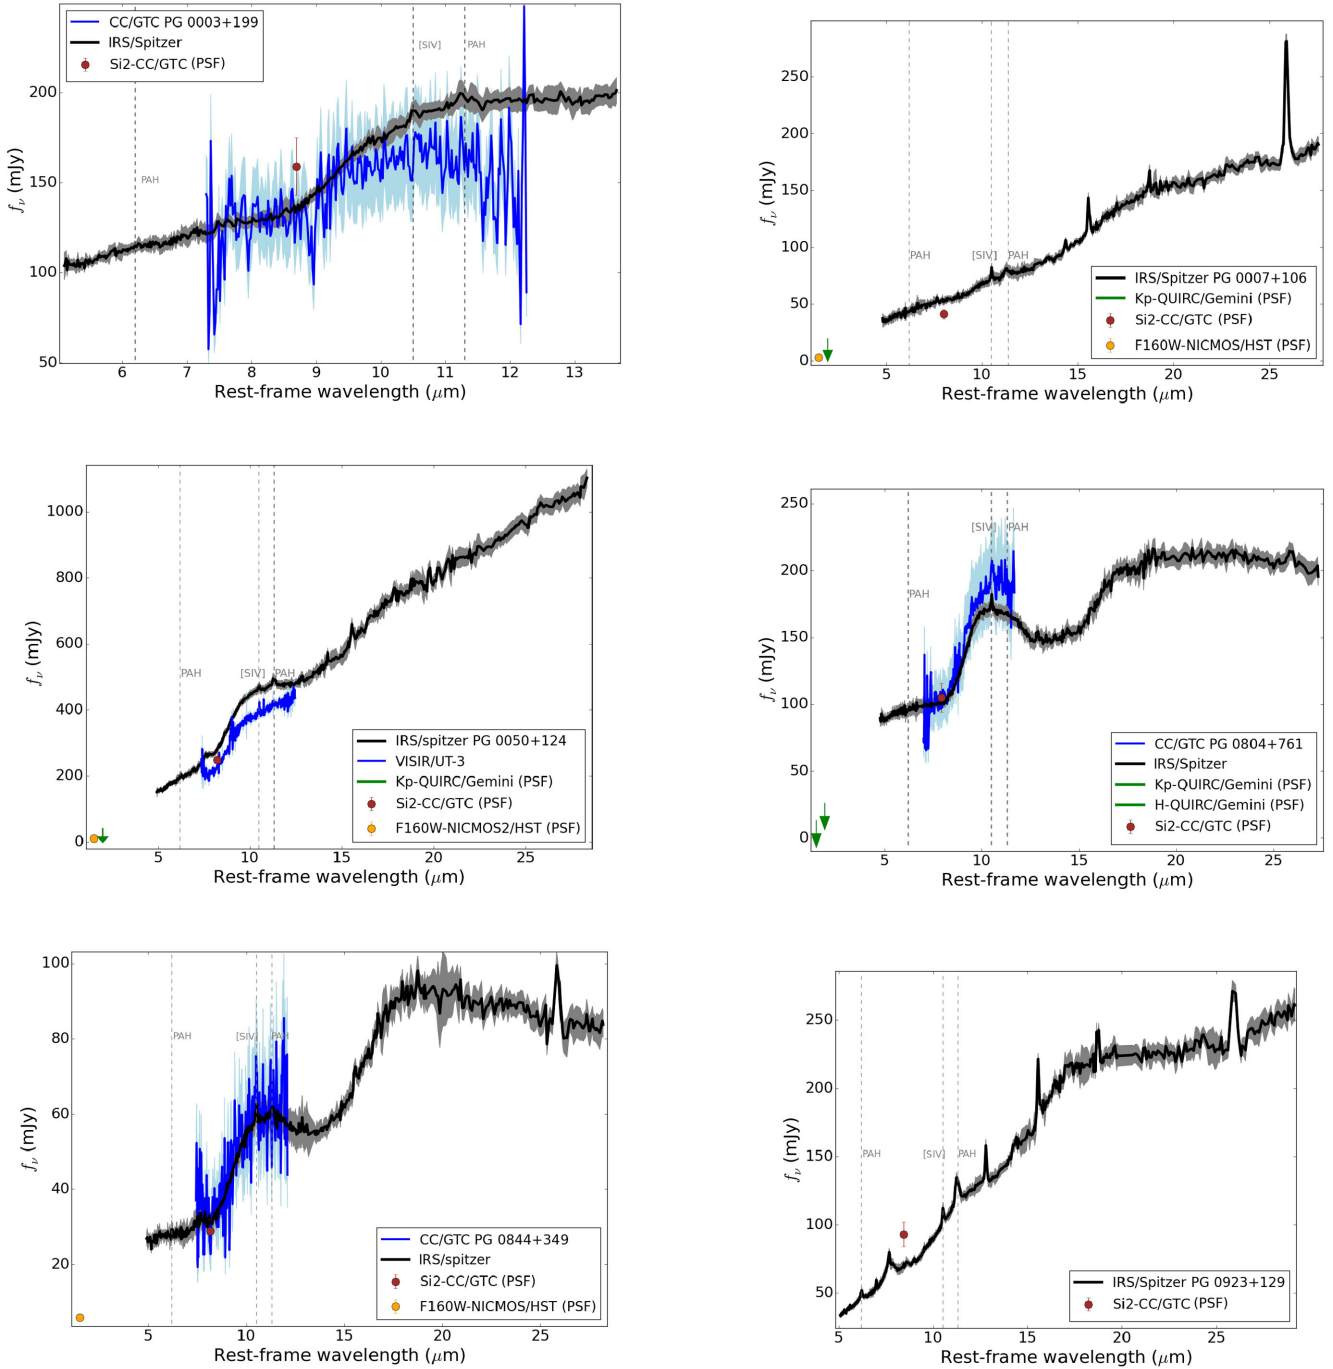 CC/GTC PG 0003+199
IRS/Spitzer
Si2-CC/GTC (PSF)
[SIV]
PAH
PAH
200
150
100
50
6
7
8
9
10
11
12
13
fν (mJy)
Rest-frame wavelength (μm)
250
200
150
100
50
0
PAH
[SIV]
PAH
IRS/Spitzer PG 0007+106
Kp-QUIRC/Gemini (PSF)
Si2-CC/GTC (PSF)
F160W-NICMOS/HST (PSF)
5
10
15
20
25
fν (mJy)
Rest-frame wavelength (μm)
1000
800
600
400
200
0
PAH
[SIV]
PAH
IRS/spitzer PG 0050+124
VISIR/UT-3
Kp-QUIRC/Gemini (PSF)
Si2-CC/GTC (PSF)
F160W-NICMOS2/HST (PSF)
5
10
15
20
25
fν (mJy)
Rest-frame wavelength (μm)
250
200
150
100
50
0
[SIV]
PAH
PAH
CC/GTC PG 0804+761
IRS/Spitzer
Kp-QUIRC/Gemini (PSF)
H-QUIRC/Gemini (PSF)
Si2-CC/GTC (PSF)
5
10
15
20
25
fν (mJy)
Rest-frame wavelength (μm)
100
80
60
40
20
PAH
[SIV]
PAH
CC/GTC PG 0844+349
IRS/spitzer
Si2-CC/GTC (PSF)
F160W-NICMOS/HST (PSF)
5
10
15
20
25
fν (mJy)
Rest-frame wavelength (μm)
250
200
150
100
50
PAH
[SIV]
PAH
IRS/Spitzer PG 0923+129
Si2-CC/GTC (PSF)
5
10
15
20
25
fν (mJy)
Rest-frame wavelength (μm)